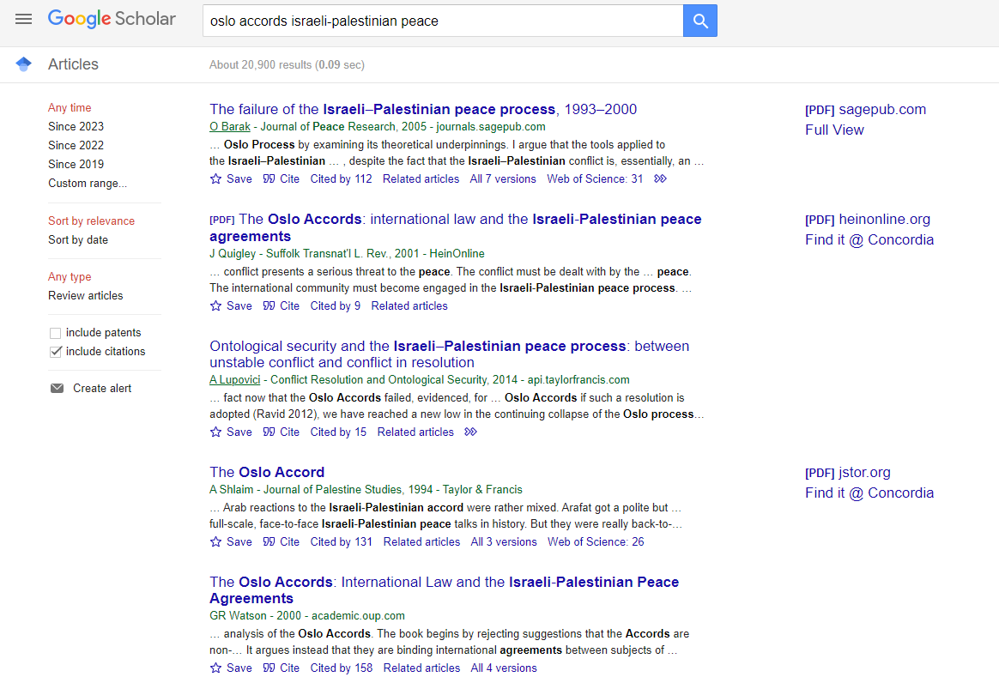 Google Scholar
oslo accords israeli-palestinian peace
Articles
About 20,900 results (0.09 sec)
Any time
Since 2023
Since 2022
Since 2019
Custom range...
Sort by relevance
Sort by date
Any type
Review articles
include patents
include citations
Create alert
The failure of the Israeli–Palestinian peace process, 1993–2000
O Barak - Journal of Peace Research, 2005 - journals.sagepub.com
… Oslo Process by examining its theoretical underpinnings. I argue that the tools applied to
the Israeli–Palestinian … , despite the fact that the Israeli–Palestinian conflict is, essentially, an …
Save Cite Cited by 112 Related articles All 7 versions Web of Science: 31
[PDF] sagepub.com
Full View
[PDF] The Oslo Accords: international law and the Israeli-Palestinian peace
agreements
J Quigley - Suffolk Transnat'l L. Rev., 2001 - HeinOnline
… conflict presents a serious threat to the peace. The conflict must be dealt with by the … peace.
The international community must become engaged in the Israeli-Palestinian peace process. …
Save Cite Cited by 9 Related articles
[PDF] heinonline.org
Find it @ Concordia
Ontological security and the Israeli–Palestinian peace process: between
unstable conflict and conflict in resolution
A Lupovici - Conflict Resolution and Ontological Security, 2014 - api.taylorfrancis.com
… fact now that the Oslo Accords failed, evidenced, for … Oslo Accords if such a resolution is
adopted (Ravid 2012), we have reached a new low in the continuing collapse of the Oslo process…
Save Cite Cited by 15 Related articles
The Oslo Accord
A Shlaim - Journal of Palestine Studies, 1994 - Taylor & Francis
… Arab reactions to the Israeli-Palestinian accord were rather mixed. Arafat got a polite but …
full-scale, face-to-face Israeli-Palestinian peace talks in history. But they were really back-to-…
Save Cite Cited by 131 Related articles All 3 versions Web of Science: 26
[PDF] jstor.org
Find it @ Concordia
The Oslo Accords: International Law and the Israeli-Palestinian Peace
Agreements
GR Watson - 2000 - academic.oup.com
… analysis of the Oslo Accords. The book begins by rejecting suggestions that the Accords are
non-… It argues instead that they are binding international agreements between subjects of …
Save Cite Cited by 158 Related articles All 4 versions